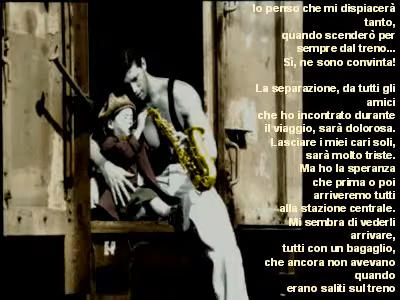 Io penso che mi dispiacerà
tanto,
quando scenderò per
sempre dal treno...
Sì, ne sono convinta!
La separazione, da tutti gli
amici
che ho incontrato durante
il viaggio, sarà dolorosa.
Lasciare i miei cari soli,
sarà molto triste.
Ma ho la speranza
che prima o poi
arriveremo tutti
alla stazione centrale.
Mi sembra di vederli
arrivare,
tutti con un bagaglio,
che ancora non avevano
quando
erano saliti sul treno